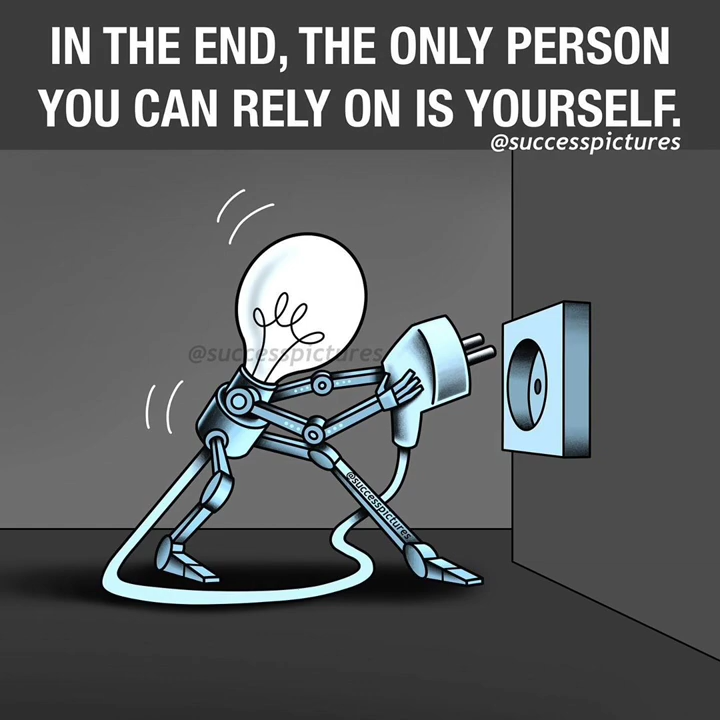 IN THE END, THE ONLY PERSON
YOU CAN RELY ON IS YOURSELF.
@successpictures
@successpictures
@successpictures